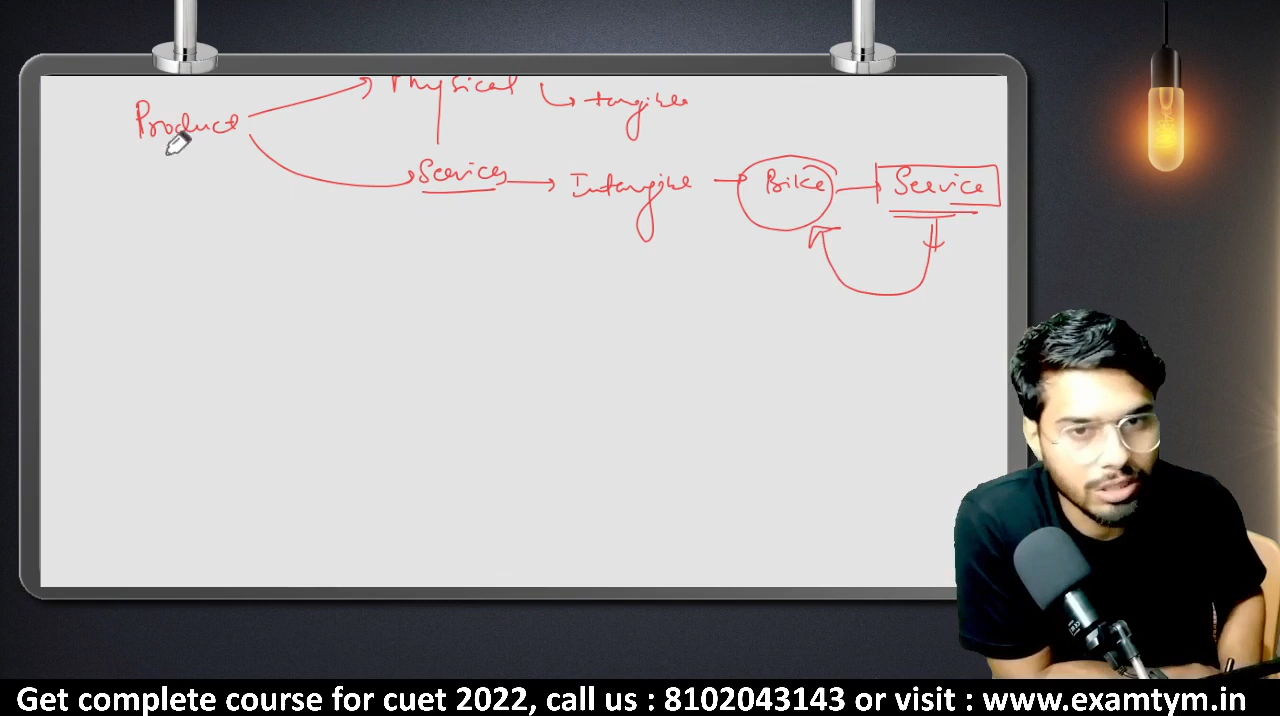 Physical → tangible
Product
Services → Intangible → Bike → Service
Get complete course for cuet 2022, call us : 8102043143 or visit : www.examtym.in